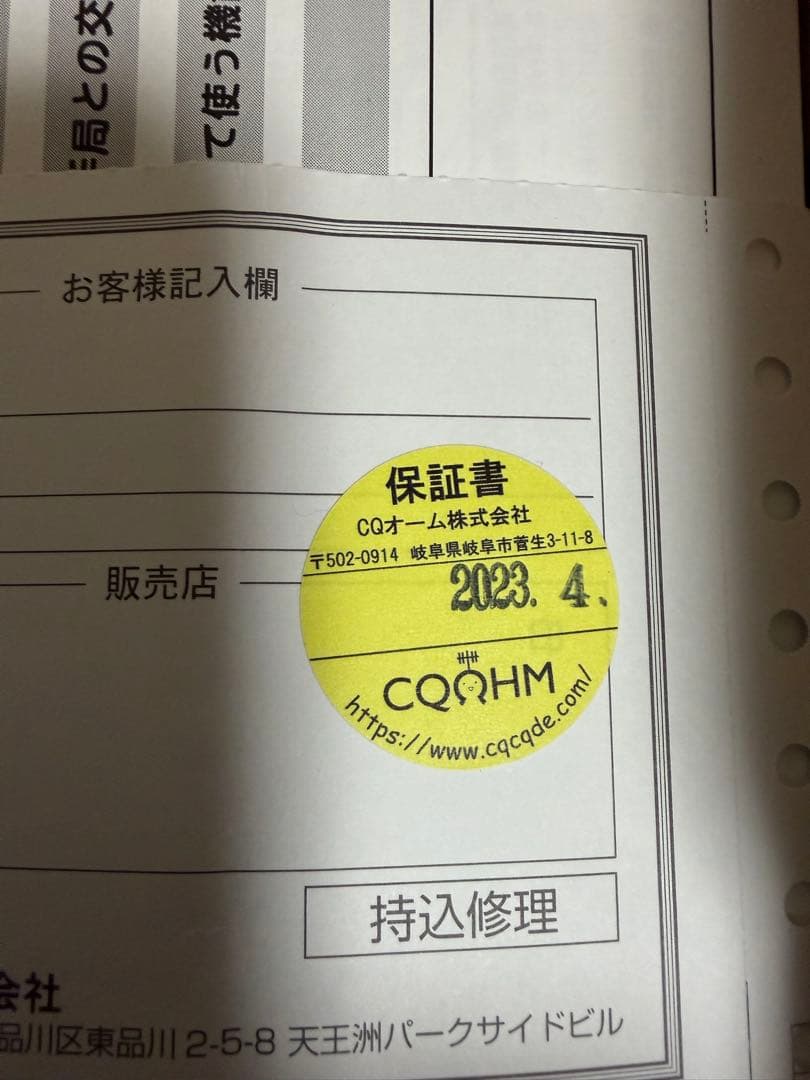 局との交
て使う機
お客様記入欄
保証書
CQオーム株式会社
〒502-0914 岐阜県岐阜市菅生3-11-8
2023. 4.
販売店
CQOHM
https://www.cqcqde.com/
持込修理
会社
品川区東品川 2-5-8 天王洲パークサイドビル